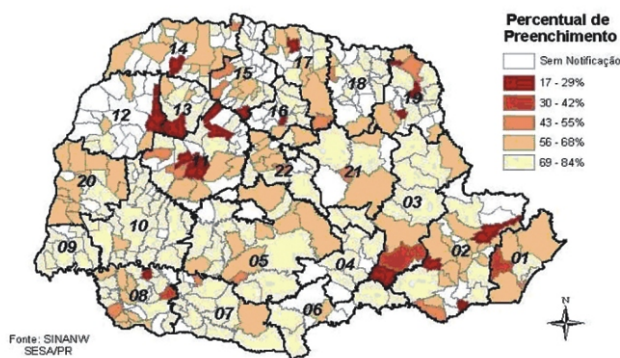 Percentual de
Preenchimento
Sem Notificação
17 - 29%
30 - 42%
43 - 55%
56 - 68%
69 - 84%
14
15
17
18
19
12
13
16
11
22
21
20
03
10
09
05
04
02
01
08
07
06
N
Fonte: SINANW
SESA/PR